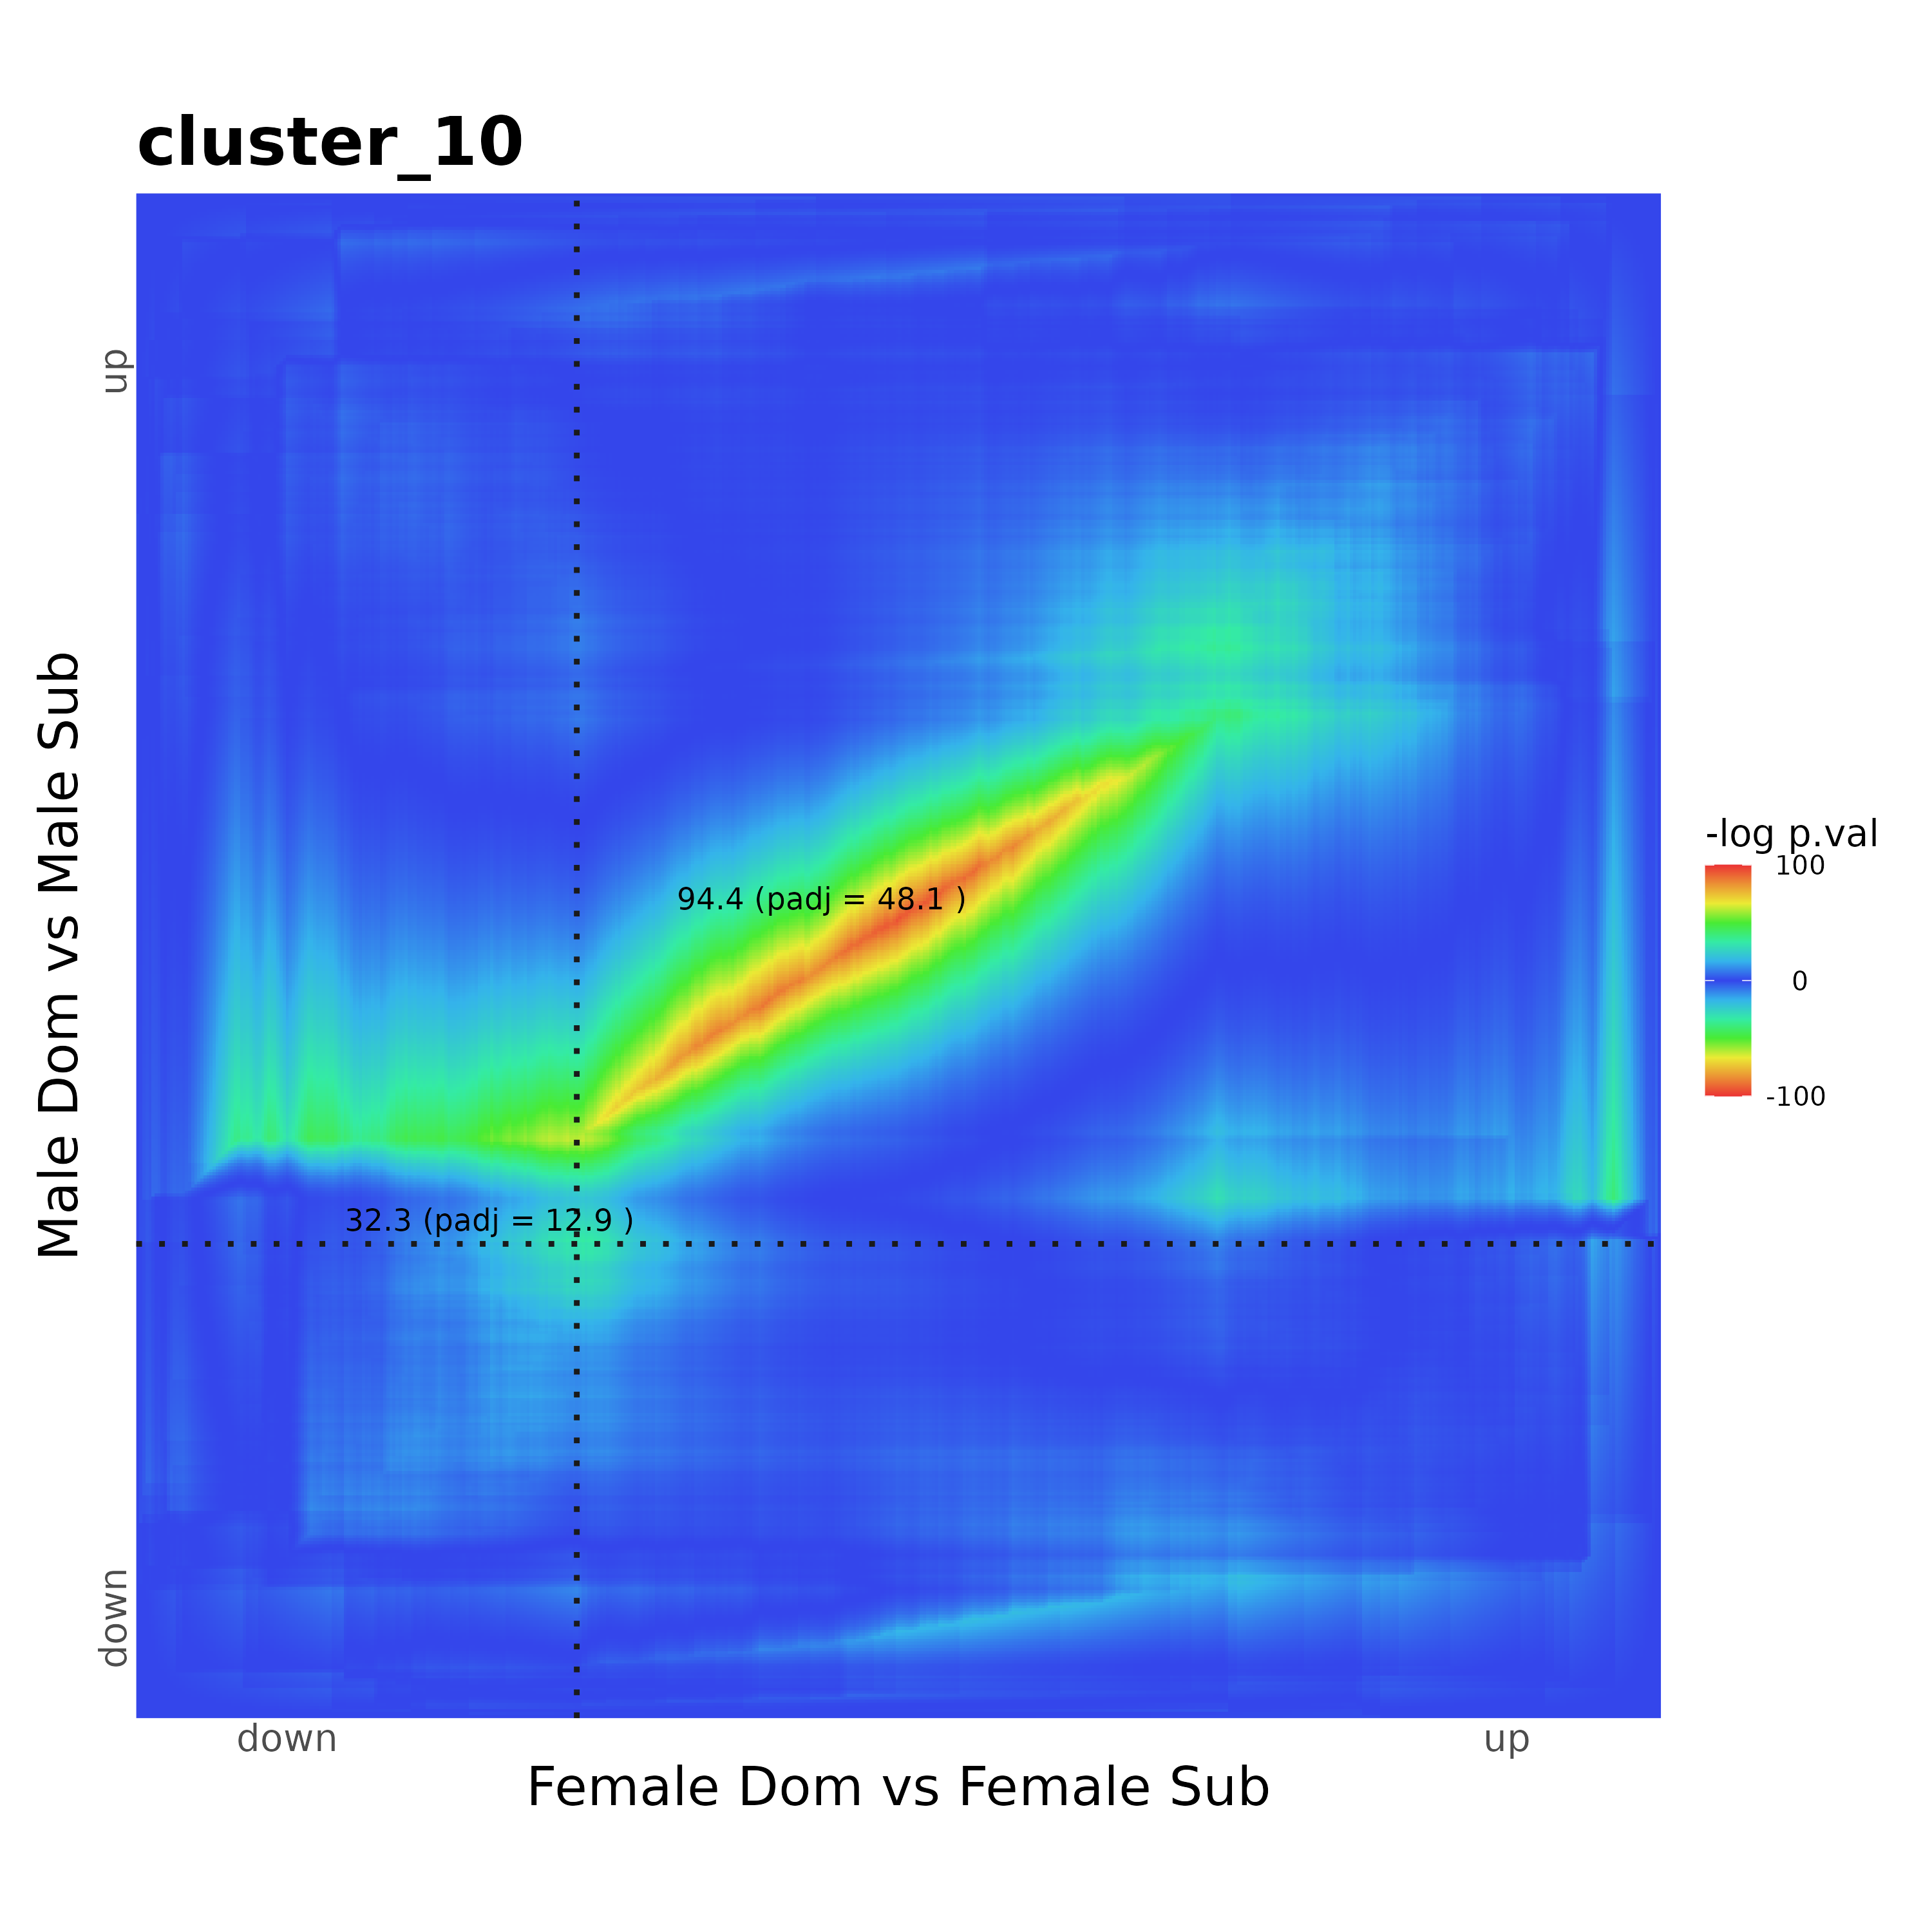 cluster_10
up
Male Dom vs Male Sub
down
94.4 (padj = 48.1 )
32.3 (padj = 12.9 )
-log p.val
100
0
-100
down
up
Female Dom vs Female Sub